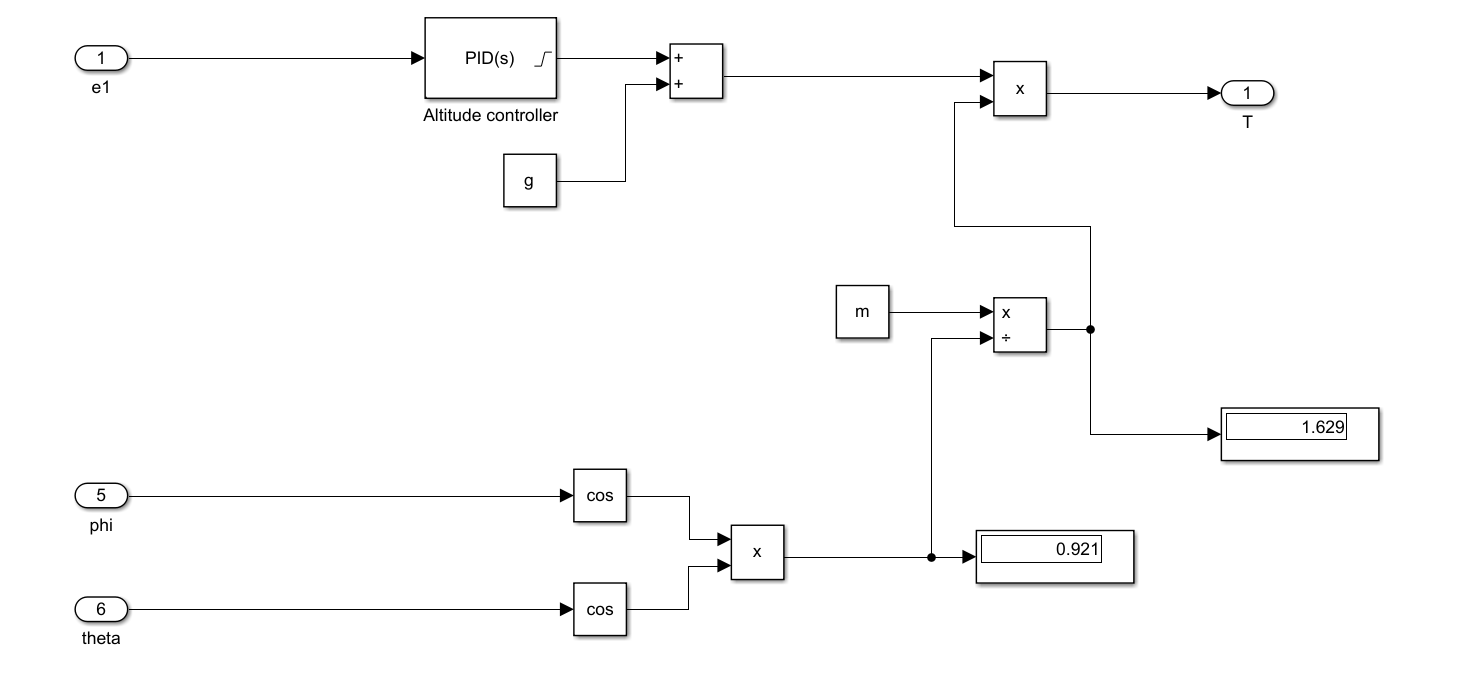 1
e1
PID(s)
Altitude controller
+
+
g
x
1
T
m
x
÷
1.629
5
phi
cos
x
0.921
6
theta
cos